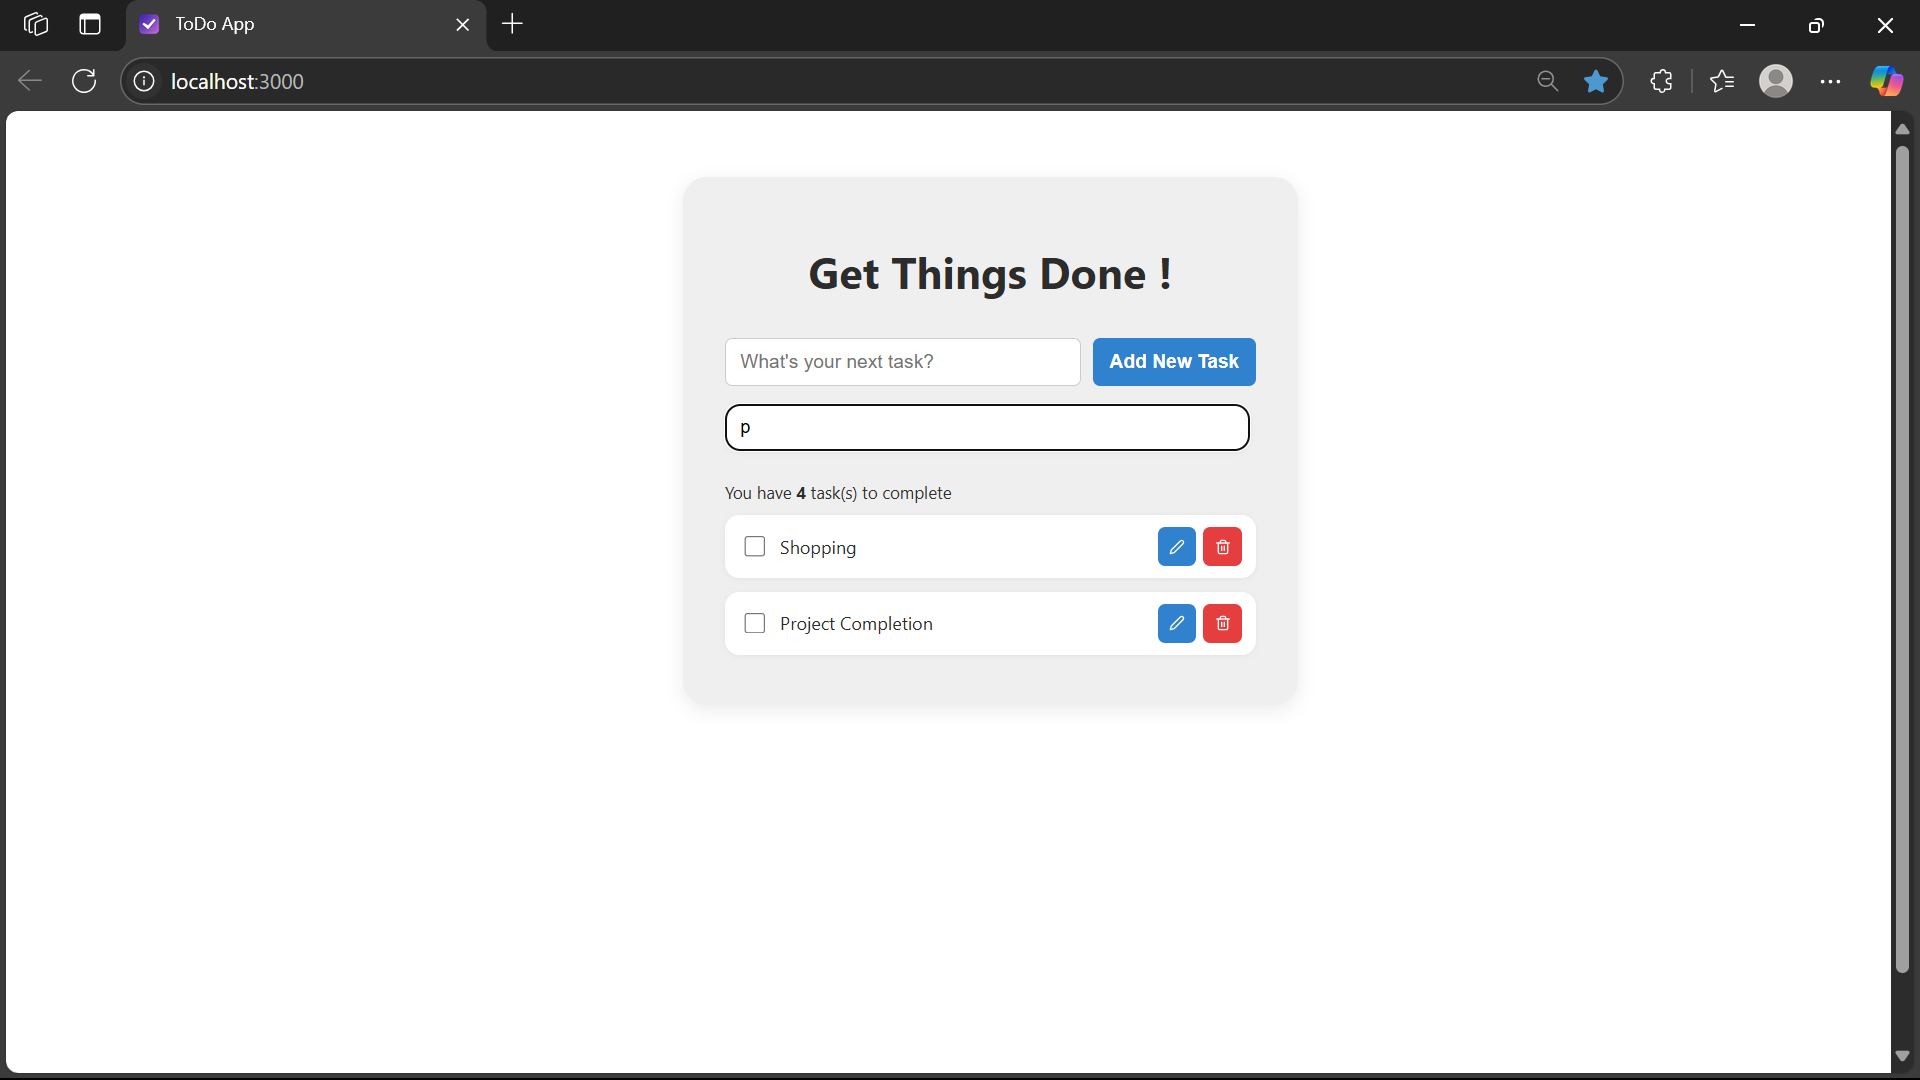 ToDo App
localhost:3000
Get Things Done !
What's your next task?
Add New Task
p
You have 4 task(s) to complete
Shopping
Project Completion